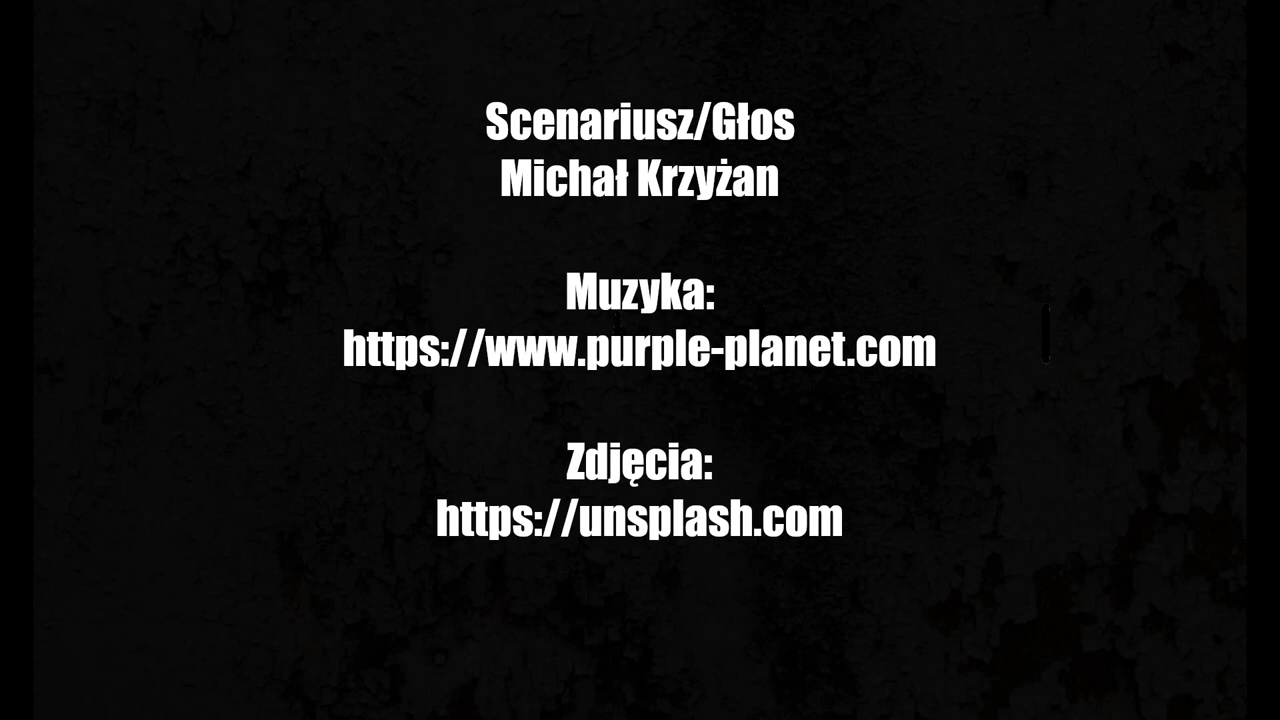 Scenariusz/Głos
Michał Krzyżan
Muzyka:
https://www.purple-planet.com
Zdjęcia:
https://unsplash.com